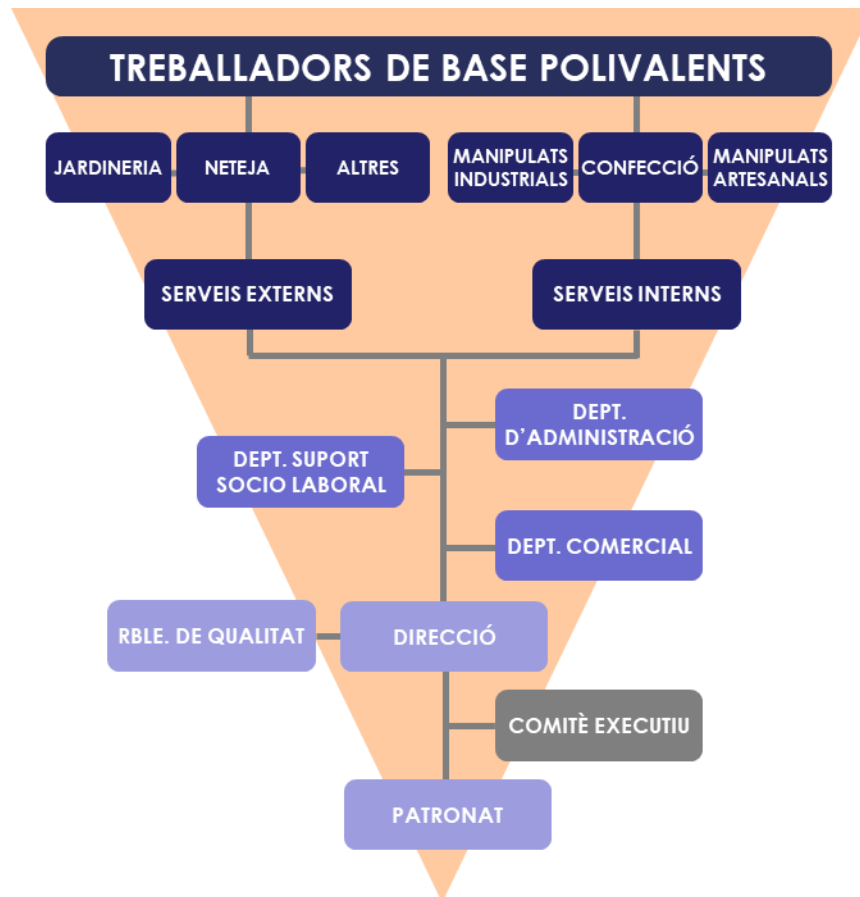 TREBALLADORS DE BASE POLIVALENTS
JARDINERIA
NETEJA
ALTRES
MANIPULATS
INDUSTRIALS
CONFECCIÓ
MANIPULATS
ARTESANALS
SERVEIS EXTERNS
SERVEIS INTERNS
DEPT.
D’ADMINISTRACIÓ
DEPT. SUPORT
SOCIO LABORAL
DEPT. COMERCIAL
RBLE. DE QUALITAT
DIRECCIÓ
COMITÈ EXECUTIU
PATRONAT